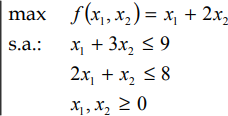 max f(x₁, x₂) = x₁ + 2x₂
s.a.: x₁ + 3x₂ ≤ 9
2x₁ + x₂ ≤ 8
x₁, x₂ ≥ 0